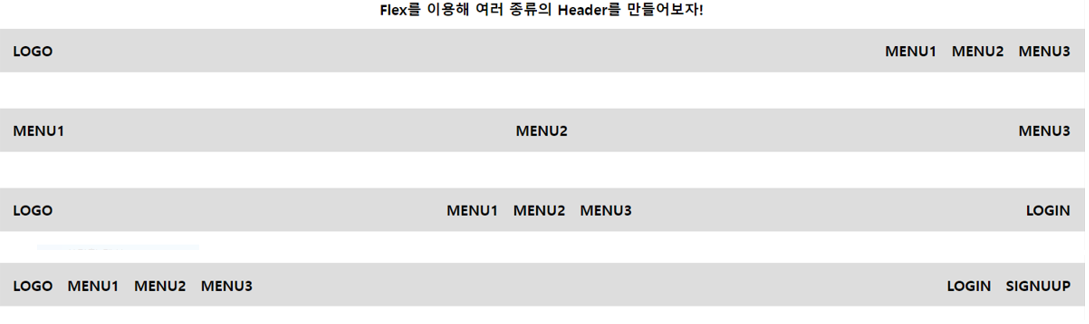 Flex를 이용해 여러 종류의 Header를 만들어보자!
LOGO MENU1 MENU2 MENU3
MENU1 MENU2 MENU3
LOGO MENU1 MENU2 MENU3 LOGIN
LOGO MENU1 MENU2 MENU3 LOGIN SIGNUUP